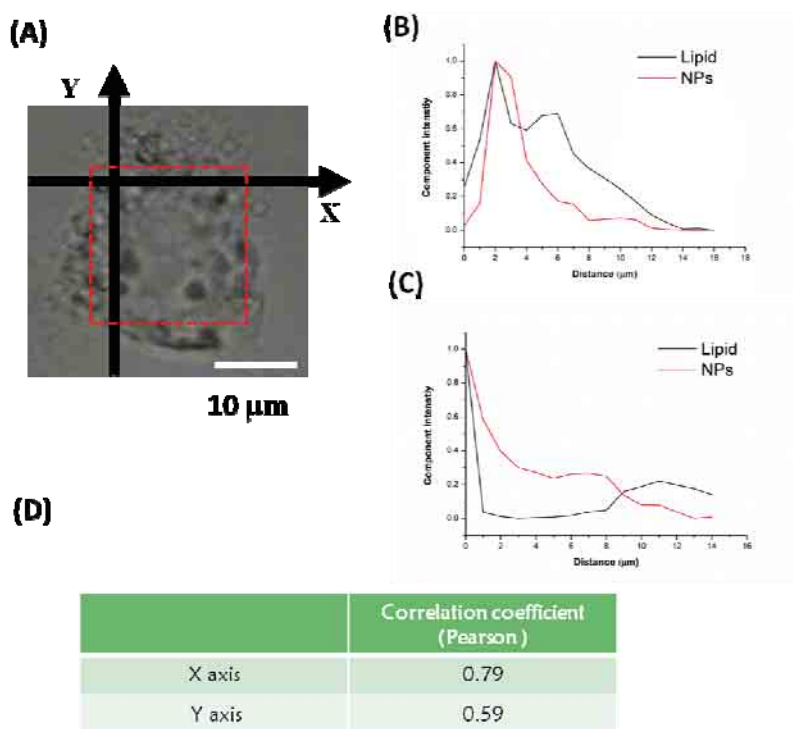 (A)
Y
X
10 µm
(B)
Lipid
NPs
1.0
0.8
0.6
0.4
0.2
0.0
Component Intensitiy
0 2 4 6 8 10 12 14 16 18
Distance (µm)
(C)
Lipid
NPs
1.0
0.8
0.6
0.4
0.2
0.0
Component Intensitiy
0 2 4 6 8 10 12 14 16
Distance (µm)
(D)
Correlation coefficient
(Pearson )
X axis 0.79
Y axis 0.59